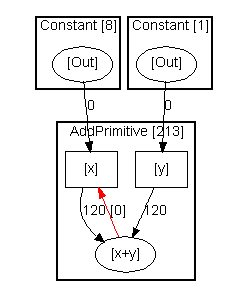 Constant [8] Constant [1]
[Out] [Out]
0 0
AddPrimitive [213]
[x] [y]
120 [0] 120
[x+y]